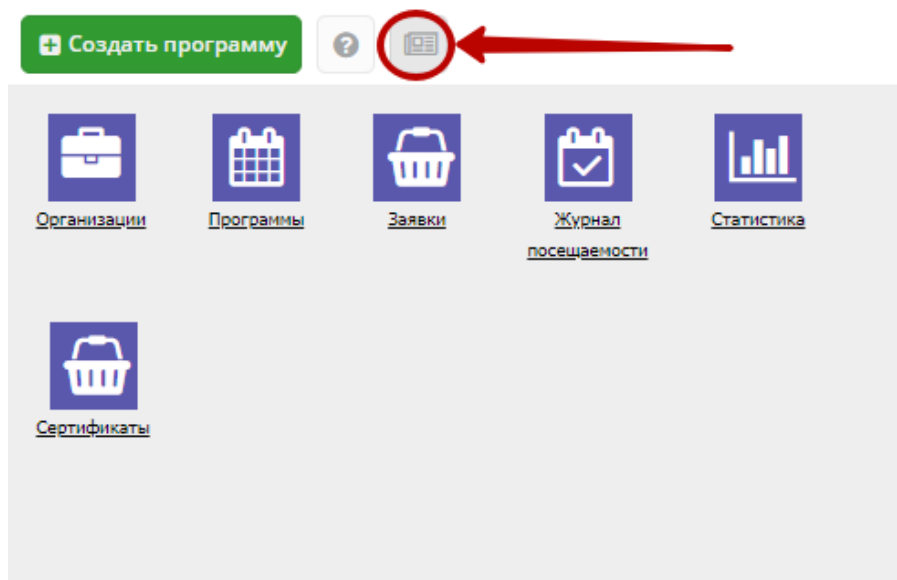 Создать программу
Организации
Программы
Заявки
Журнал
посещаемости
Статистика
Сертификаты